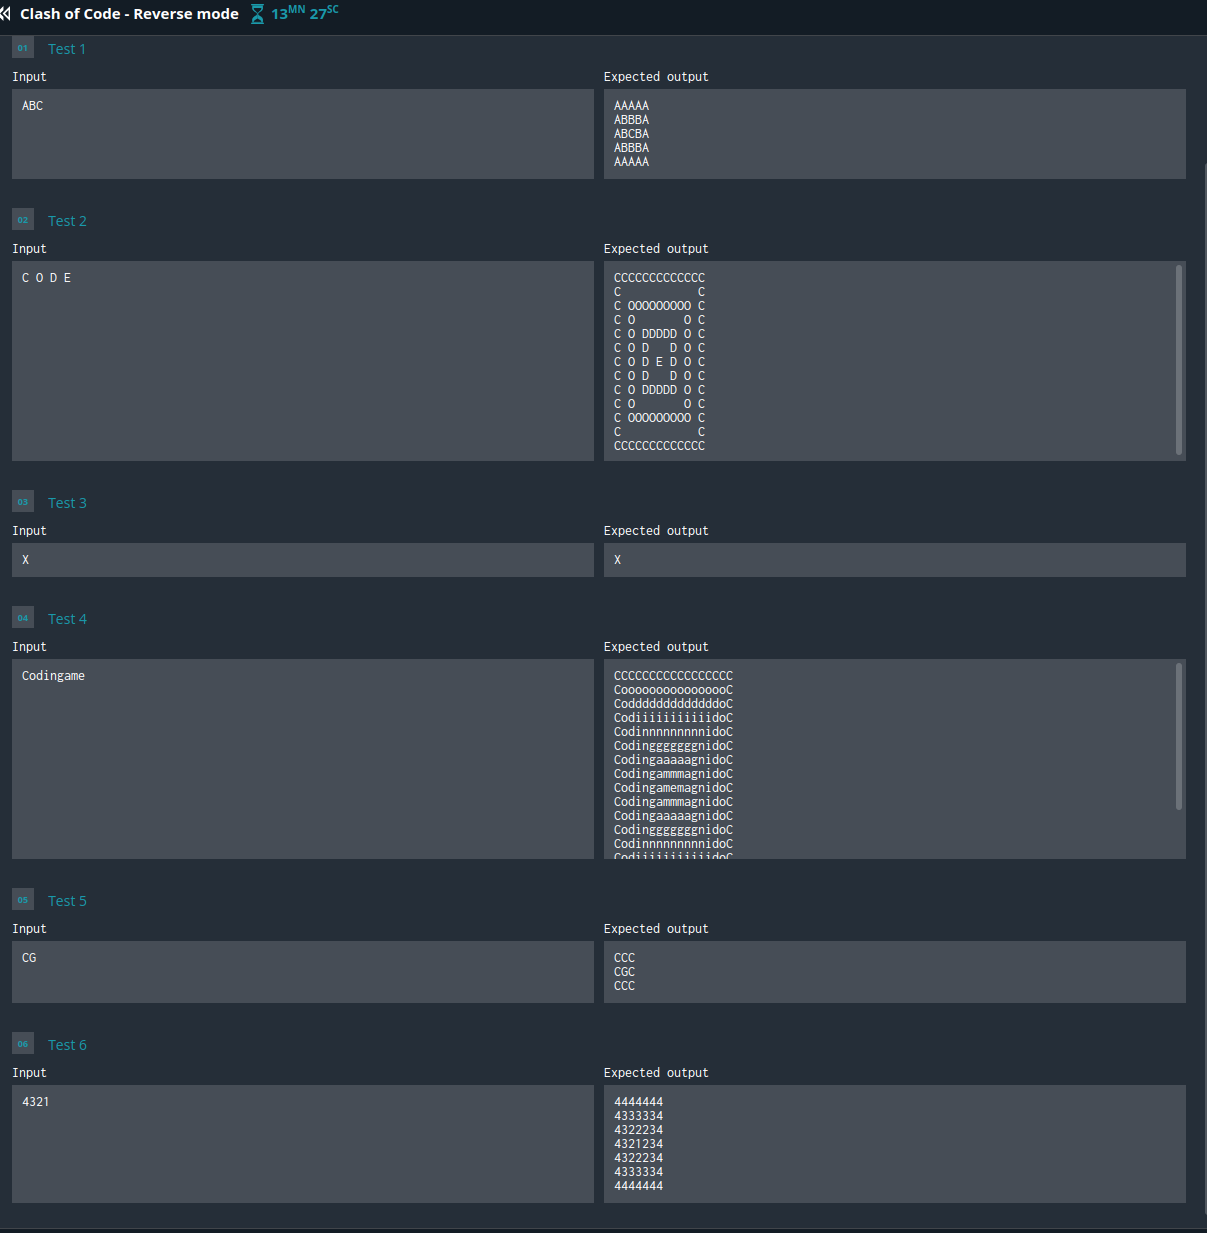 Clash of Code - Reverse mode 13MN 27SC
01 Test 1
Input
ABC
Expected output
AAAAA
ABBBA
ABCBA
ABBBA
AAAAA
02 Test 2
Input
C O D E
Expected output
CCCCCCCCCCCCC
C           C
C OOOOOOOOO C
C O       O C
C O DDDDD O C
C O D   D O C
C O D E D O C
C O D   D O C
C O DDDDD O C
C O       O C
C OOOOOOOOO C
C           C
CCCCCCCCCCCCC
03 Test 3
Input
X
Expected output
X
04 Test 4
Input
Codingame
Expected output
CCCCCCCCCCCCCCCCC
CoooooooooooooooC
CodddddddddddddoC
CodiiiiiiiiiiidoC
CodinnnnnnnnnidoC
CodingggggggnidoC
CodingaaaaagnidoC
CodingammmagnidoC
CodingamemagnidoC
CodingammmagnidoC
CodingaaaaagnidoC
CodingggggggnidoC
CodinnnnnnnnnidoC
CodiiiiiiiiiiidoC
05 Test 5
Input
CG
Expected output
CCC
CGC
CCC
06 Test 6
Input
4321
Expected output
4444444
4333334
4322234
4321234
4322234
4333334
4444444